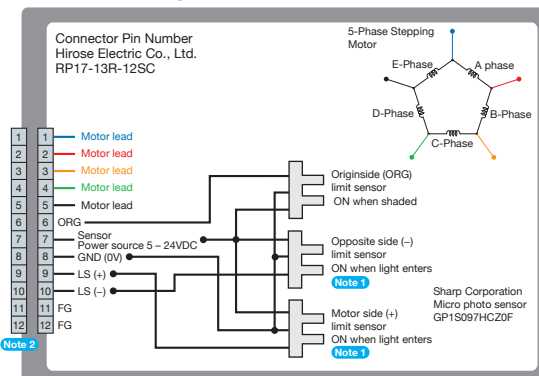 Connector Pin Number
Hirose Electric Co., Ltd.
RP17-13R-12SC
5-Phase Stepping
Motor
E-Phase
A phase
D-Phase
B-Phase
C-Phase
1 1 Motor lead
2 2 Motor lead
3 3 Motor lead
4 4 Motor lead
5 5 Motor lead
6 6 ORG
7 7 Sensor
Power source 5 – 24VDC
8 8 GND (0V)
9 9 LS (+)
10 10 LS (–)
11 11 FG
12 12 FG
Note 2
Originside (ORG)
limit sensor
ON when shaded
Opposite side (–)
limit sensor
ON when light enters
Note 1
Motor side (+)
limit sensor
ON when light enters
Note 1
Sharp Corporation
Micro photo sensor
GP1S097HCZ0F